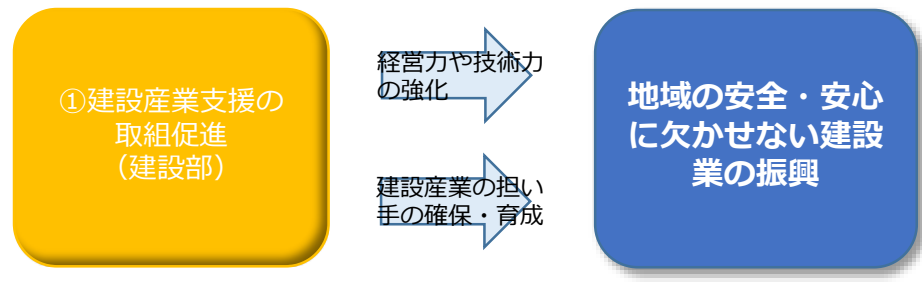 ①建設産業支援の
取組促進
（建設部）
経営力や技術力
の強化
建設産業の担い
手の確保・育成
地域の安全・安心
に欠かせない建設
業の振興